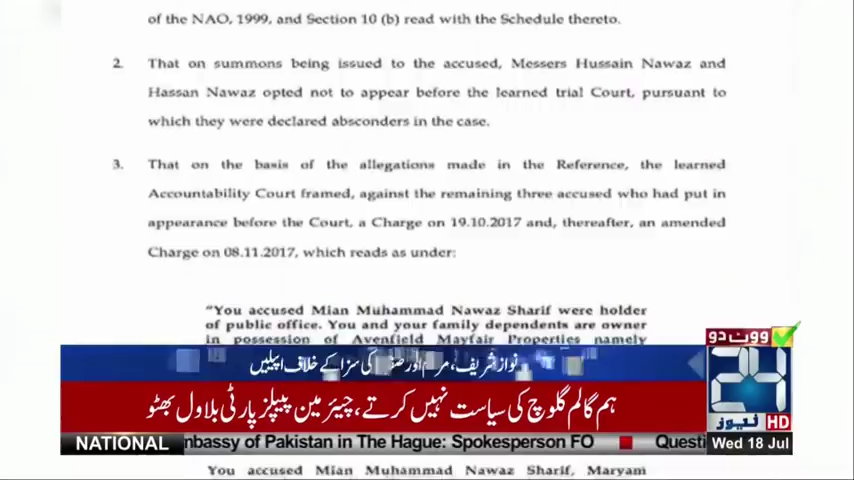 of the NAO, 1999, and Section 10 (b) read with the Schedule thereto.
2. That on summons being issued to the accused, Messers Hussain Nawaz and
Hassan Nawaz opted not to appear before the learned trial Court, pursuant to
which they were declared absconders in the case.
3. That on the basis of the allegations made in the Reference, the learned
Accountability Court framed, against the remaining three accused who had put in
appearance before the Court, a Charge on 19.10.2017 and, thereafter, an amended
Charge on 08.11.2017, which reads as under:
"You accused Mian Muhammad Nawaz Sharif were holder
of public office. You and your family dependents are owner
in possession of Avenfield Mayfair Properties namely
ووٹ دو
نواز شریف، اور کی سزا کے خلاف اپیلیں
24
ہم گالم گلوچ کی سیاست نہیں کرتے، چیئرمین پیپلز پارٹی بلاول بھٹو
نیوز HD
NATIONAL mbassy of Pakistan in The Hague: Spokesperson FO Questi
Wed 18 Jul
You accused Mian Muhammad Nawaz Sharif, Maryam